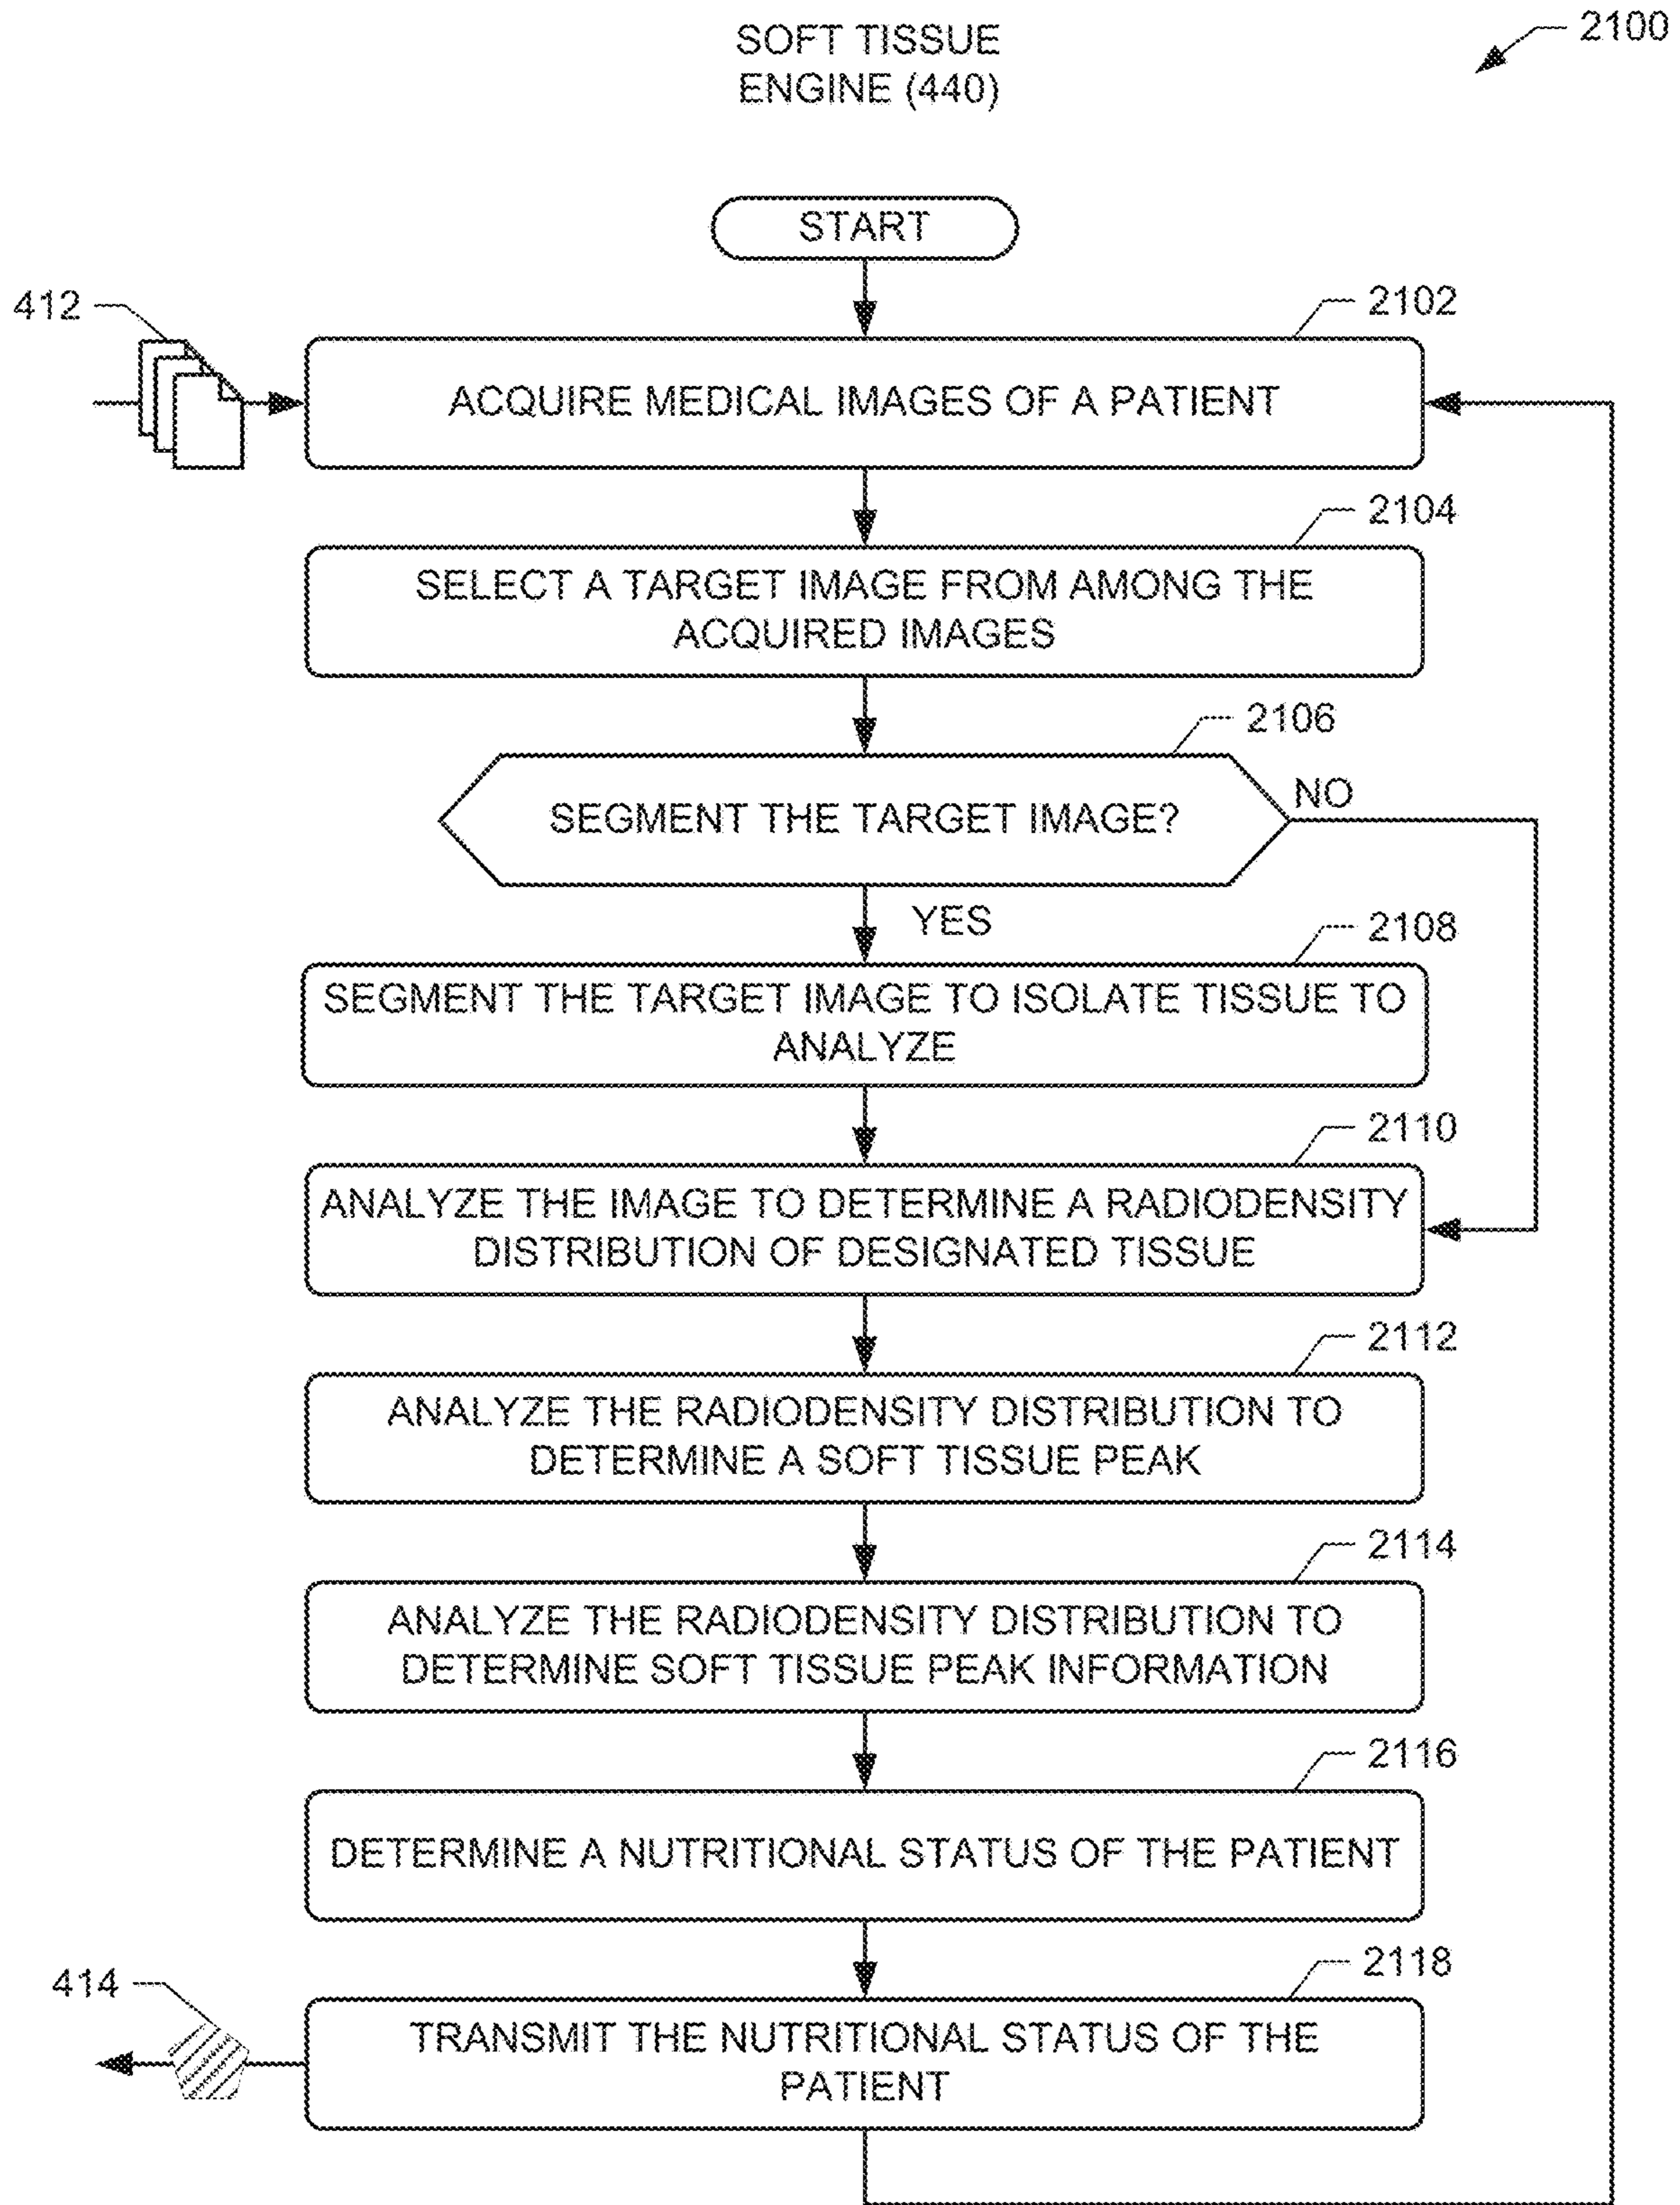 SOFT TISSUE
ENGINE (440)
2100
START
412
2102
ACQUIRE MEDICAL IMAGES OF A PATIENT
2104
SELECT A TARGET IMAGE FROM AMONG THE
ACQUIRED IMAGES
2106
SEGMENT THE TARGET IMAGE?
NO
YES
2108
SEGMENT THE TARGET IMAGE TO ISOLATE TISSUE TO
ANALYZE
2110
ANALYZE THE IMAGE TO DETERMINE A RADIODENSITY
DISTRIBUTION OF DESIGNATED TISSUE
2112
ANALYZE THE RADIODENSITY DISTRIBUTION TO
DETERMINE A SOFT TISSUE PEAK
2114
ANALYZE THE RADIODENSITY DISTRIBUTION TO
DETERMINE SOFT TISSUE PEAK INFORMATION
2116
DETERMINE A NUTRITIONAL STATUS OF THE PATIENT
414
2118
TRANSMIT THE NUTRITIONAL STATUS OF THE
PATIENT